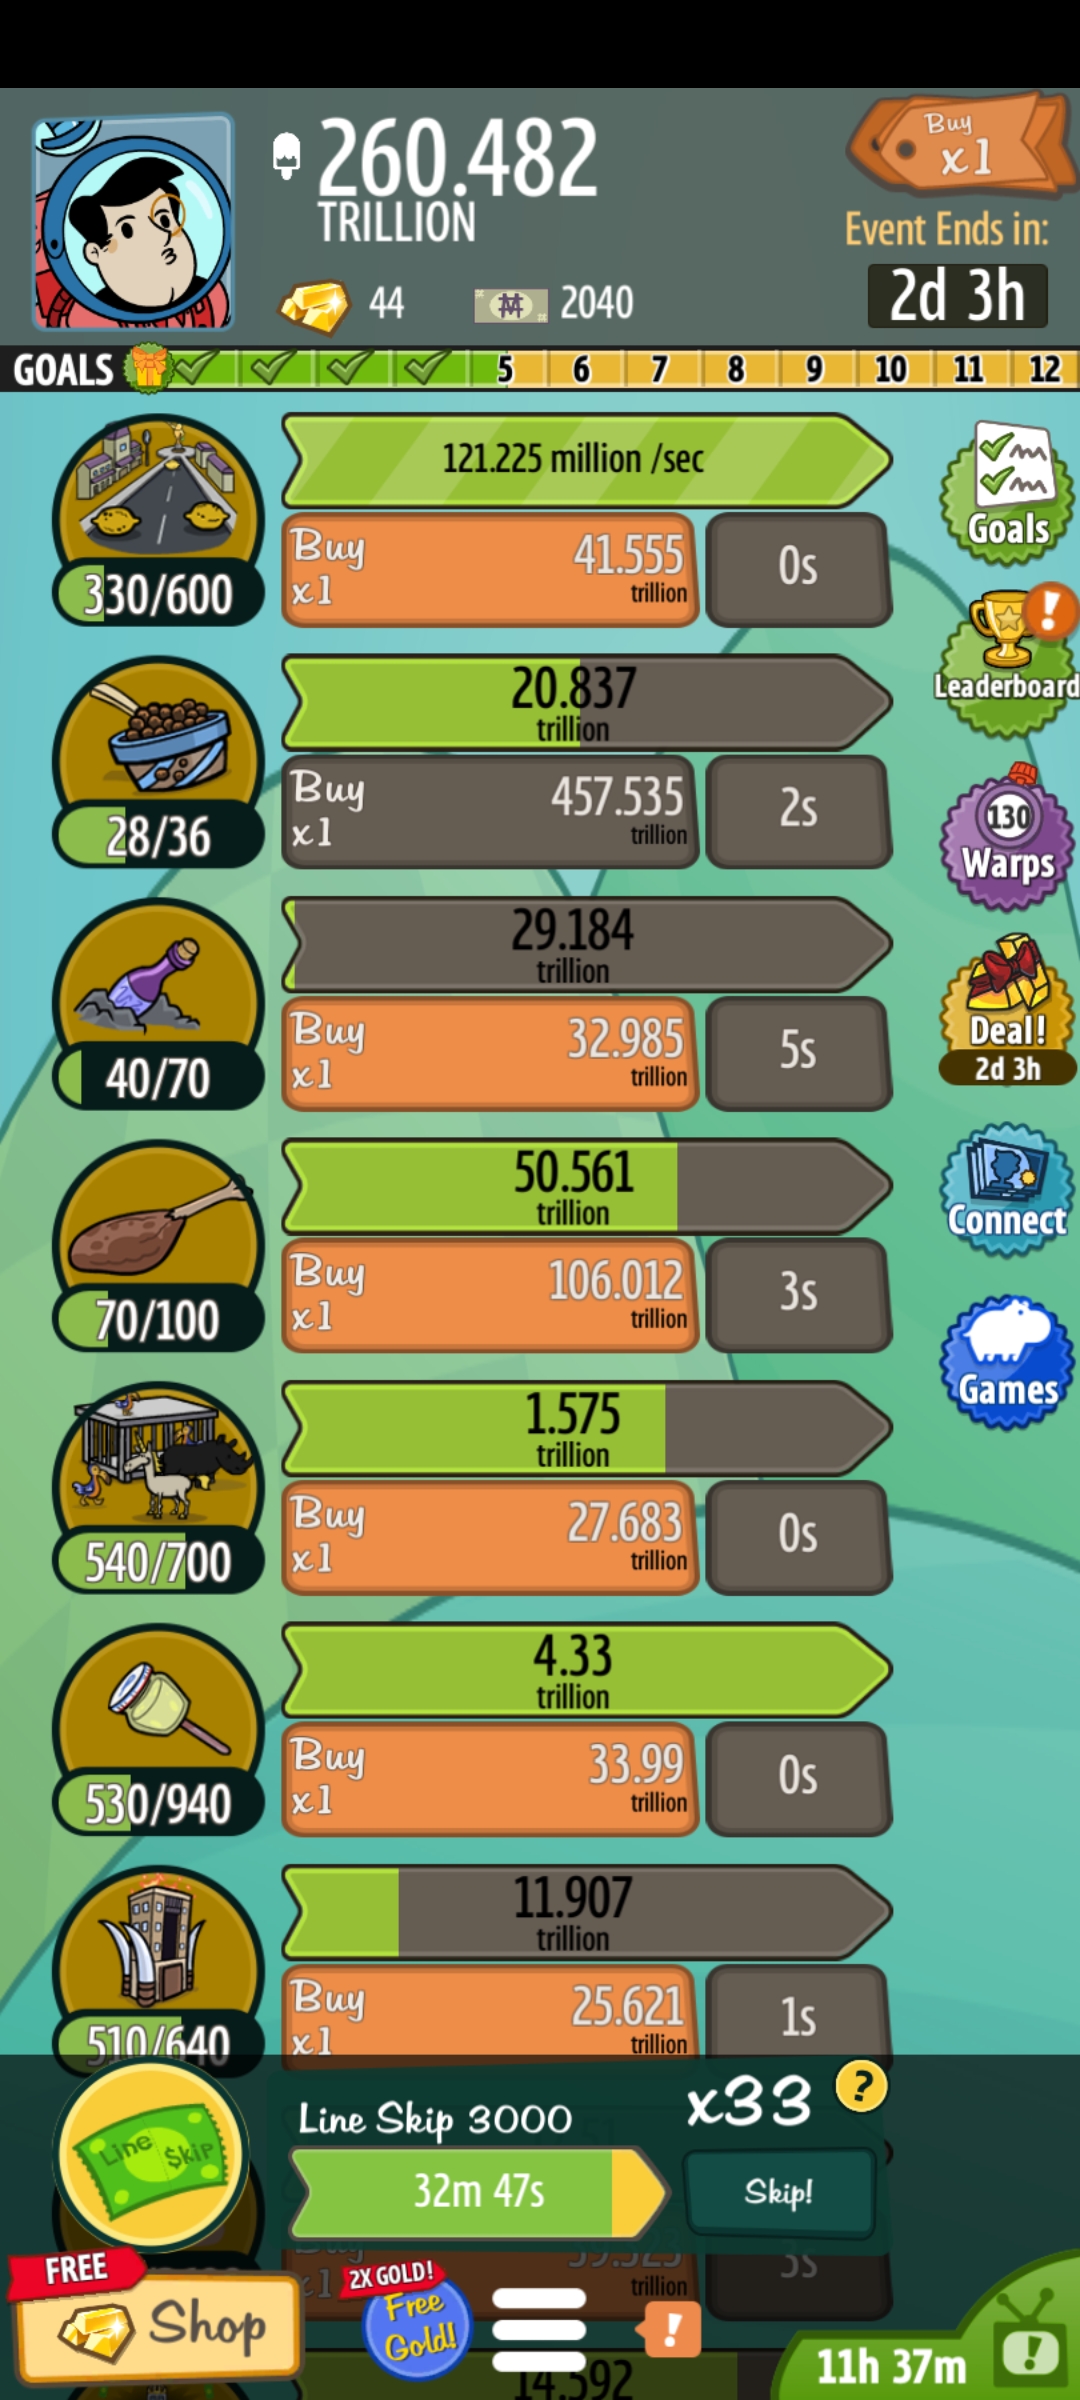 260.482
TRILLION
Buy
x1
Event Ends in:
2d 3h
44
2040
GOALS
5
6
7
8
9
10
11
12
121.225 million /sec
Buy
x1
41.555
trillion
0s
330/600
Goals
20.837
trillion
Buy
x1
457.535
trillion
2s
28/36
Leaderboard
29.184
trillion
Buy
x1
32.985
trillion
5s
40/70
130
Warps
Deal!
2d 3h
50.561
trillion
Buy
x1
106.012
trillion
3s
70/100
Connect
Games
1.575
trillion
Buy
x1
27.683
trillion
0s
540/700
4.33
trillion
Buy
x1
33.99
trillion
0s
530/940
11.907
trillion
Buy
x1
25.621
trillion
1s
510/640
Line Skip
Line Skip 3000
x33
?
32m 47s
Skip!
trillion
3s
FREE
Shop
2X GOLD!
Free
Gold!
!
14.592
11h 37m
!